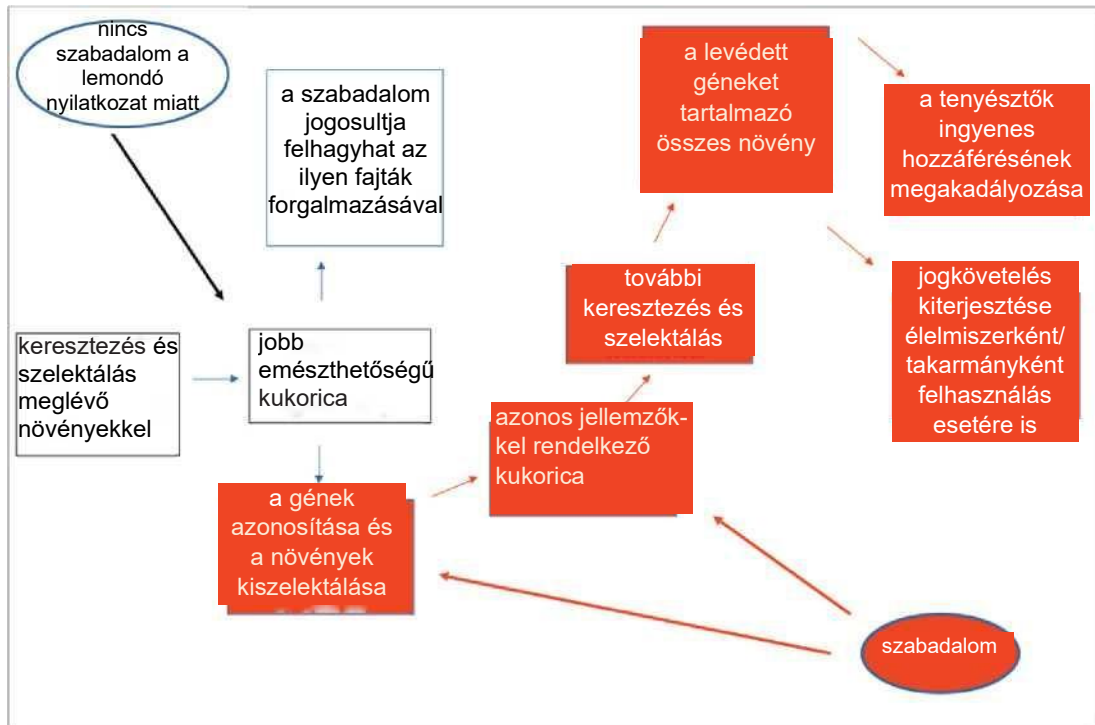 nincs
szabadalom a
lemondó
nyilatkozat miatt
a szabadalom
jogosultja
felhagyhat az
ilyen fajták
forgalmazásával
a levédett
géneket
tartalmazó
összes növény
a tenyésztők
ingyenes
hozzáférésének
megakadályozása
keresztezés és
szelektálás
meglévő
növényekkel
jobb
emészthetőségű
kukorica
további
keresztezés és
szelektálás
jogkövetelés
kiterjesztése
élelmiszerként/
takarmányként
felhasználás
esetére is
azonos jellemzők-
kel rendelkező
kukorica
a gének
azonosítása és
a növények
kiszelektálása
szabadalom